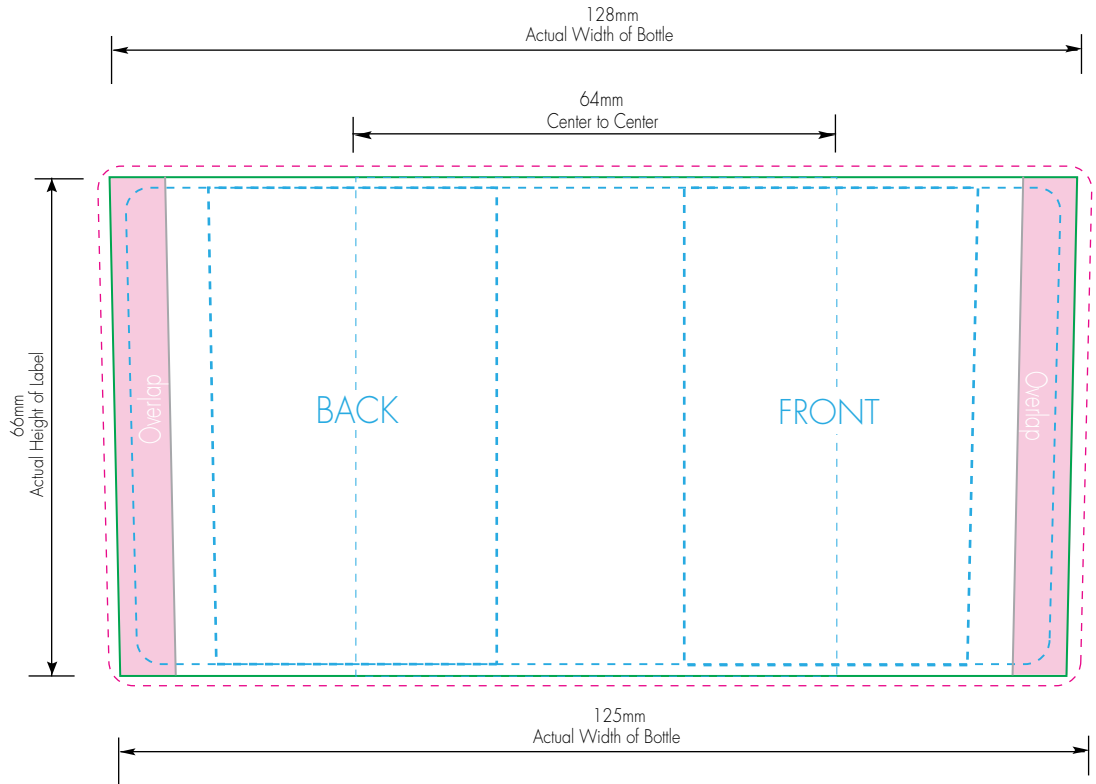 128mm
Actual Width of Bottle
64mm
Center to Center
66mm
Actual Height of Label
Overlap
BACK
FRONT
Overlap
125mm
Actual Width of Bottle